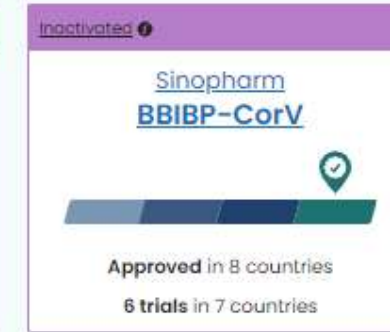 Inactivated
Sinopharm
BBIBP-CorV
Approved in 8 countries
6 trials in 7 countries